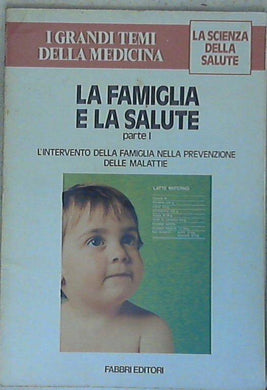 I GRANDI TEMI
DELLA MEDICINA
LA SCIENZA
DELLA
SALUTE
LA FAMIGLIA
E LA SALUTE
parte I
L'INTERVENTO DELLA FAMIGLIA NELLA PREVENZIONE
DELLE MALATTIE
LATTE MATERNO
FABBRI EDITORI